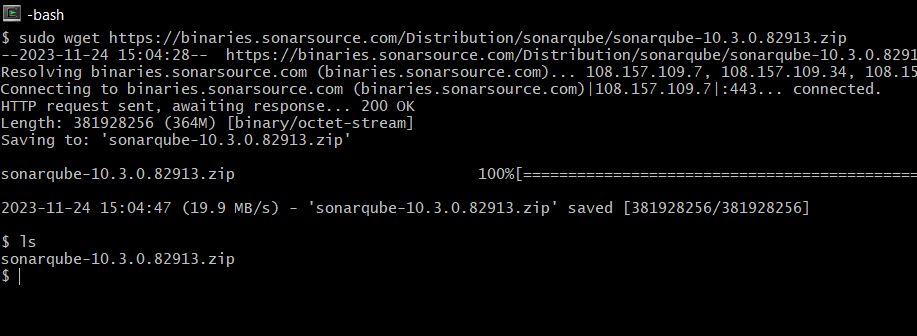 -bash
$ sudo wget https://binaries.sonarsource.com/Distribution/sonarqube/sonarqube-10.3.0.82913.zip
--2023-11-24 15:04:28--  https://binaries.sonarsource.com/Distribution/sonarqube/sonarqube-10.3.0.8291
Resolving binaries.sonarsource.com (binaries.sonarsource.com)... 108.157.109.7, 108.157.109.34, 108.15
Connecting to binaries.sonarsource.com (binaries.sonarsource.com)|108.157.109.7|:443... connected.
HTTP request sent, awaiting response... 200 OK
Length: 381928256 (364M) [binary/octet-stream]
Saving to: 'sonarqube-10.3.0.82913.zip'
sonarqube-10.3.0.82913.zip                          100%[============================================
2023-11-24 15:04:47 (19.9 MB/s) - 'sonarqube-10.3.0.82913.zip' saved [381928256/381928256]
$ ls
sonarqube-10.3.0.82913.zip
$